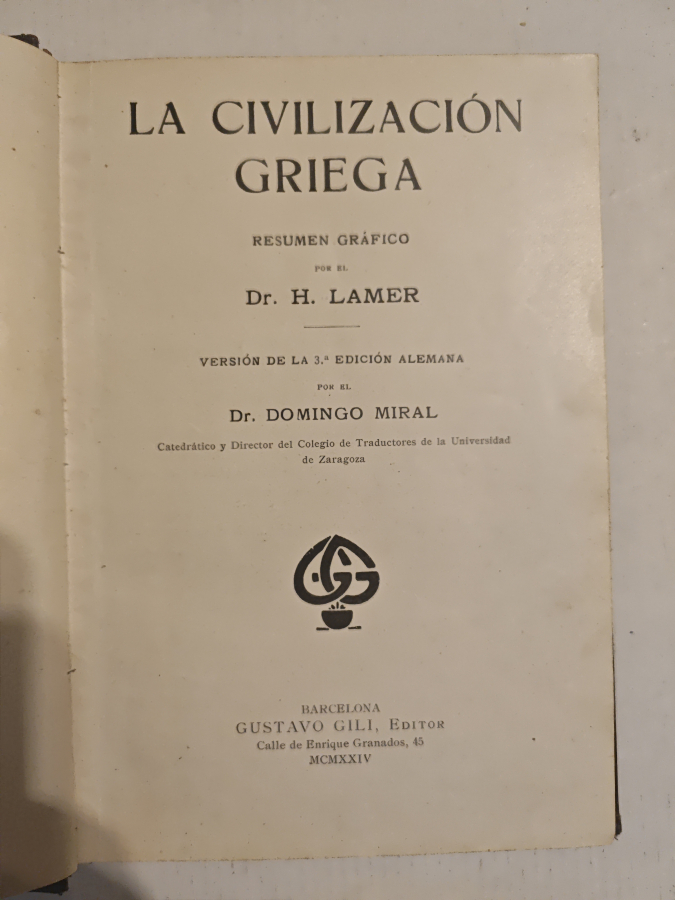 LA CIVILIZACIÓN
GRIEGA
RESUMEN GRÁFICO
POR EL
Dr. H. LAMER
VERSIÓN DE LA 3.ª EDICIÓN ALEMANA
POR EL
Dr. DOMINGO MIRAL
Catedrático y Director del Colegio de Traductores de la Universidad
de Zaragoza
GG
BARCELONA
GUSTAVO GILI, EDITOR
Calle de Enrique Granados, 45
MCMXXIV